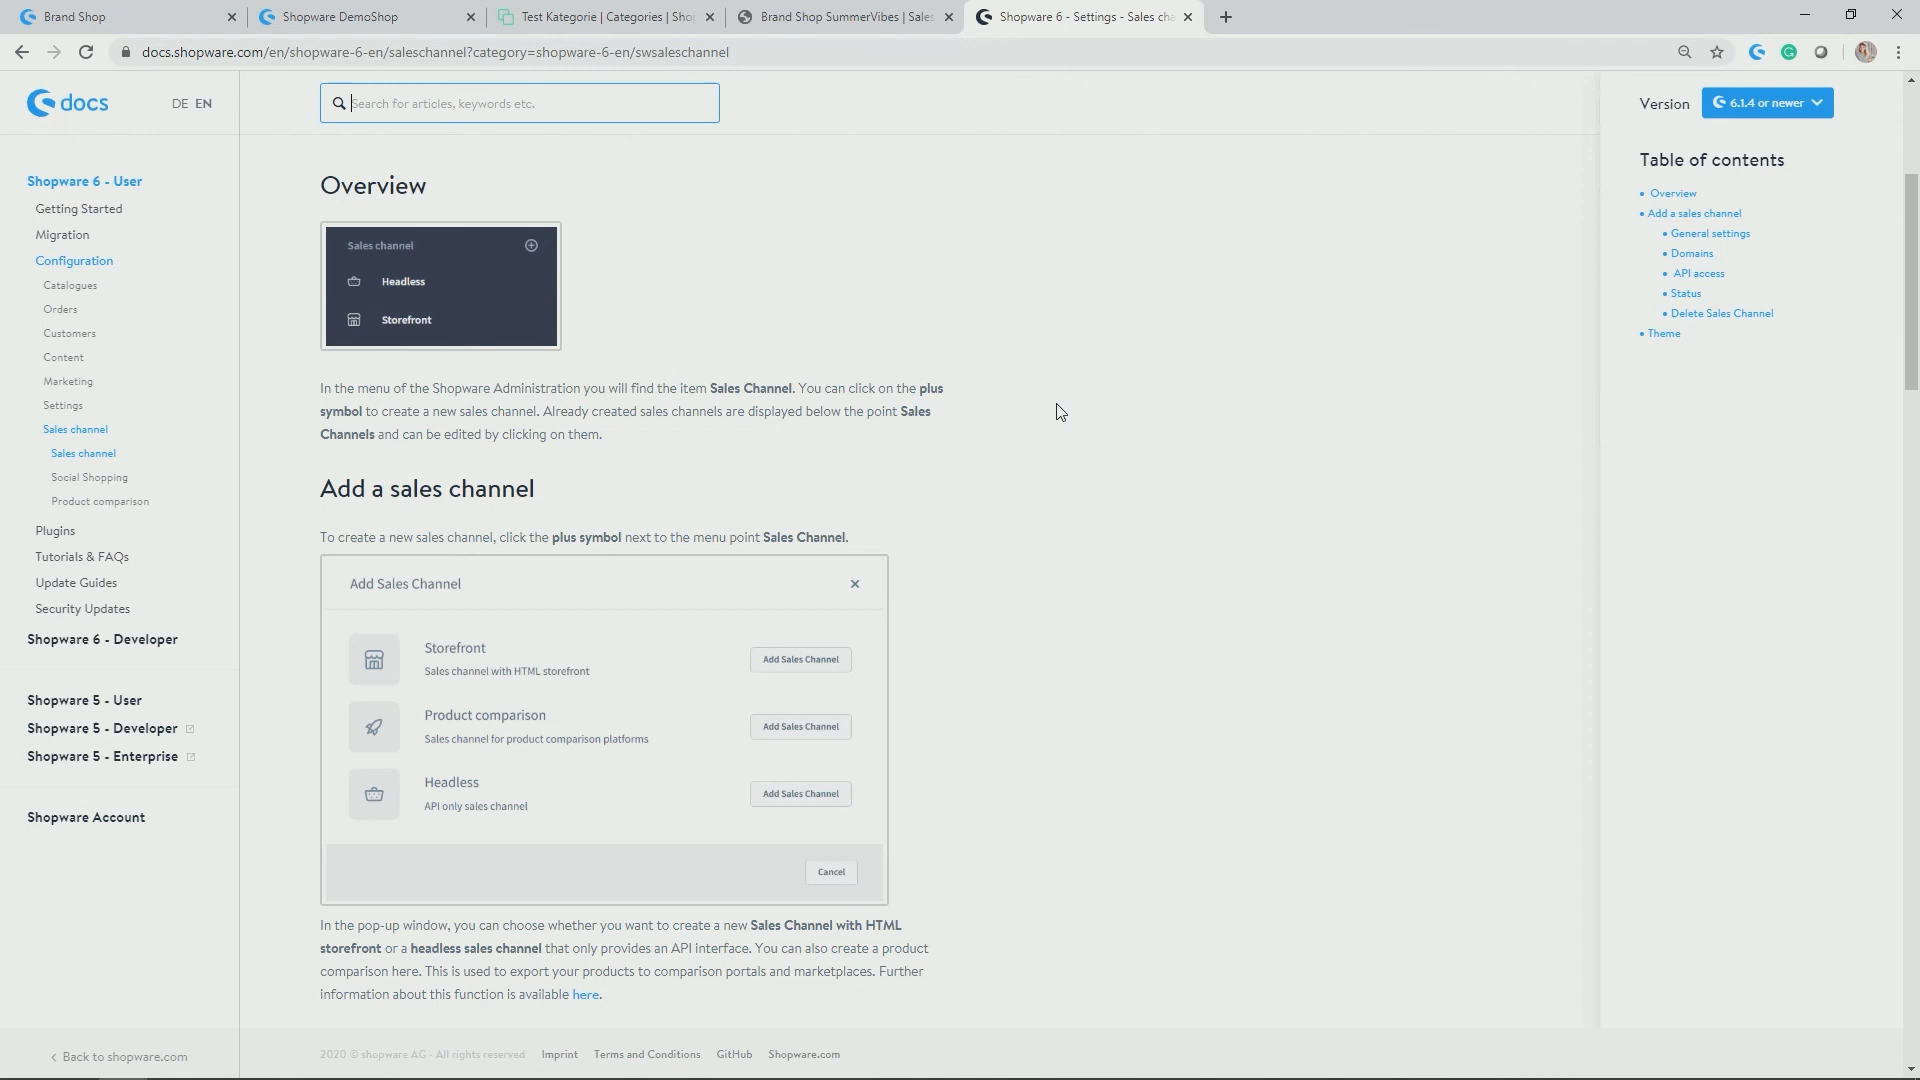 Brand Shop
Shopware DemoShop
Test Kategorie | Categories | Sho
Brand Shop SummerVibes | Sales
Shopware 6 - Settings - Sales cha
docs.shopware.com/en/shopware-6-en/saleschannel?category=shopware-6-en/swsaleschannel
docs
DE EN
Search for articles, keywords etc.
Version
6.1.4 or newer
Shopware 6 - User
Getting Started
Migration
Configuration
Catalogues
Orders
Customers
Content
Marketing
Settings
Sales channel
Sales channel
Social Shopping
Product comparison
Plugins
Tutorials & FAQs
Update Guides
Security Updates
Shopware 6 - Developer
Shopware 5 - User
Shopware 5 - Developer
Shopware 5 - Enterprise
Shopware Account
Back to shopware.com
Overview
Sales channel
Headless
Storefront
In the menu of the Shopware Administration you will find the item Sales Channel. You can click on the plus
symbol to create a new sales channel. Already created sales channels are displayed below the point Sales
Channels and can be edited by clicking on them.
Add a sales channel
To create a new sales channel, click the plus symbol next to the menu point Sales Channel.
Add Sales Channel
Storefront
Sales channel with HTML storefront
Add Sales Channel
Product comparison
Sales channel for product comparison platforms
Add Sales Channel
Headless
API only sales channel
Add Sales Channel
Cancel
In the pop-up window, you can choose whether you want to create a new Sales Channel with HTML
storefront or a headless sales channel that only provides an API interface. You can also create a product
comparison here. This is used to export your products to comparison portals and marketplaces. Further
information about this function is available here.
2020 © shopware AG - All rights reserved
Imprint
Terms and Conditions
GitHub
Shopware.com
Table of contents
Overview
Add a sales channel
General settings
Domains
API access
Status
Delete Sales Channel
Theme